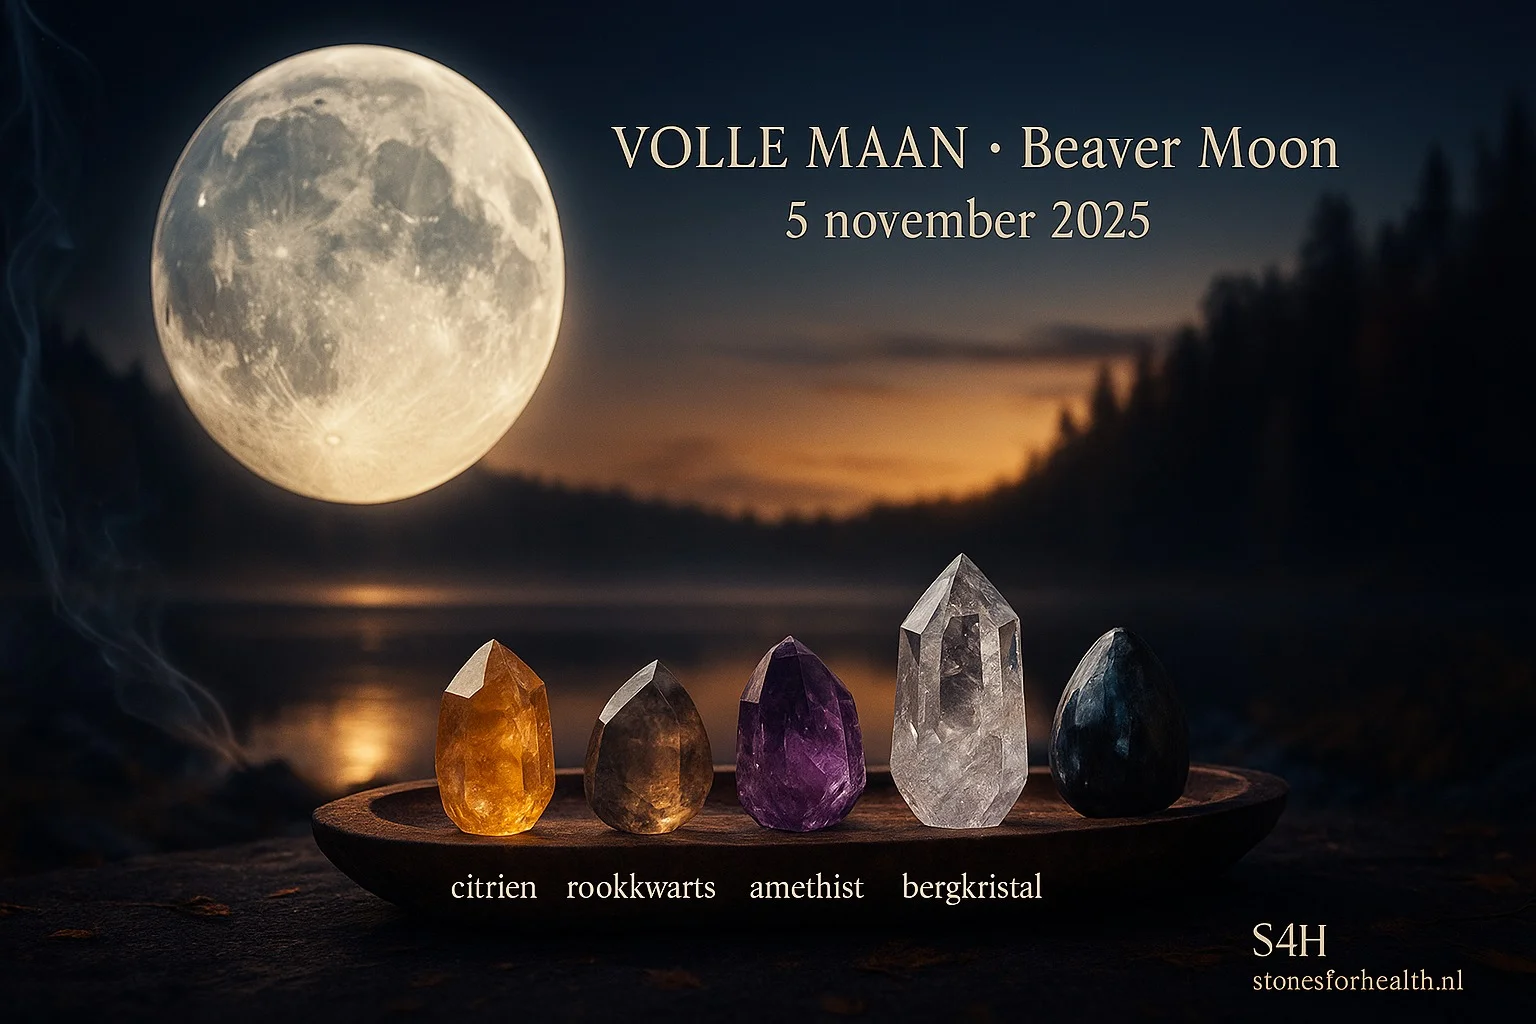 VOLLE MAAN · Beaver Moon
5 november 2025
citrien rookkwarts amethist bergkristal
S4H
stonesforhealth.nl